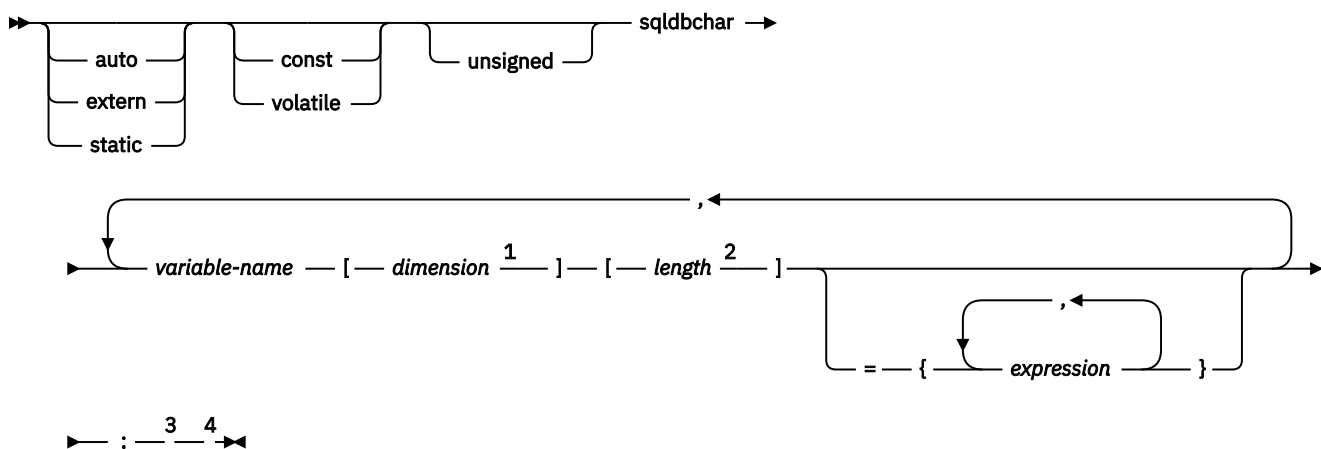 sqldbchar
auto const unsigned
extern volatile
static
,
variable-name [ dimension 1 ] [ length 2 ]
,
= { expression }
: 3 4